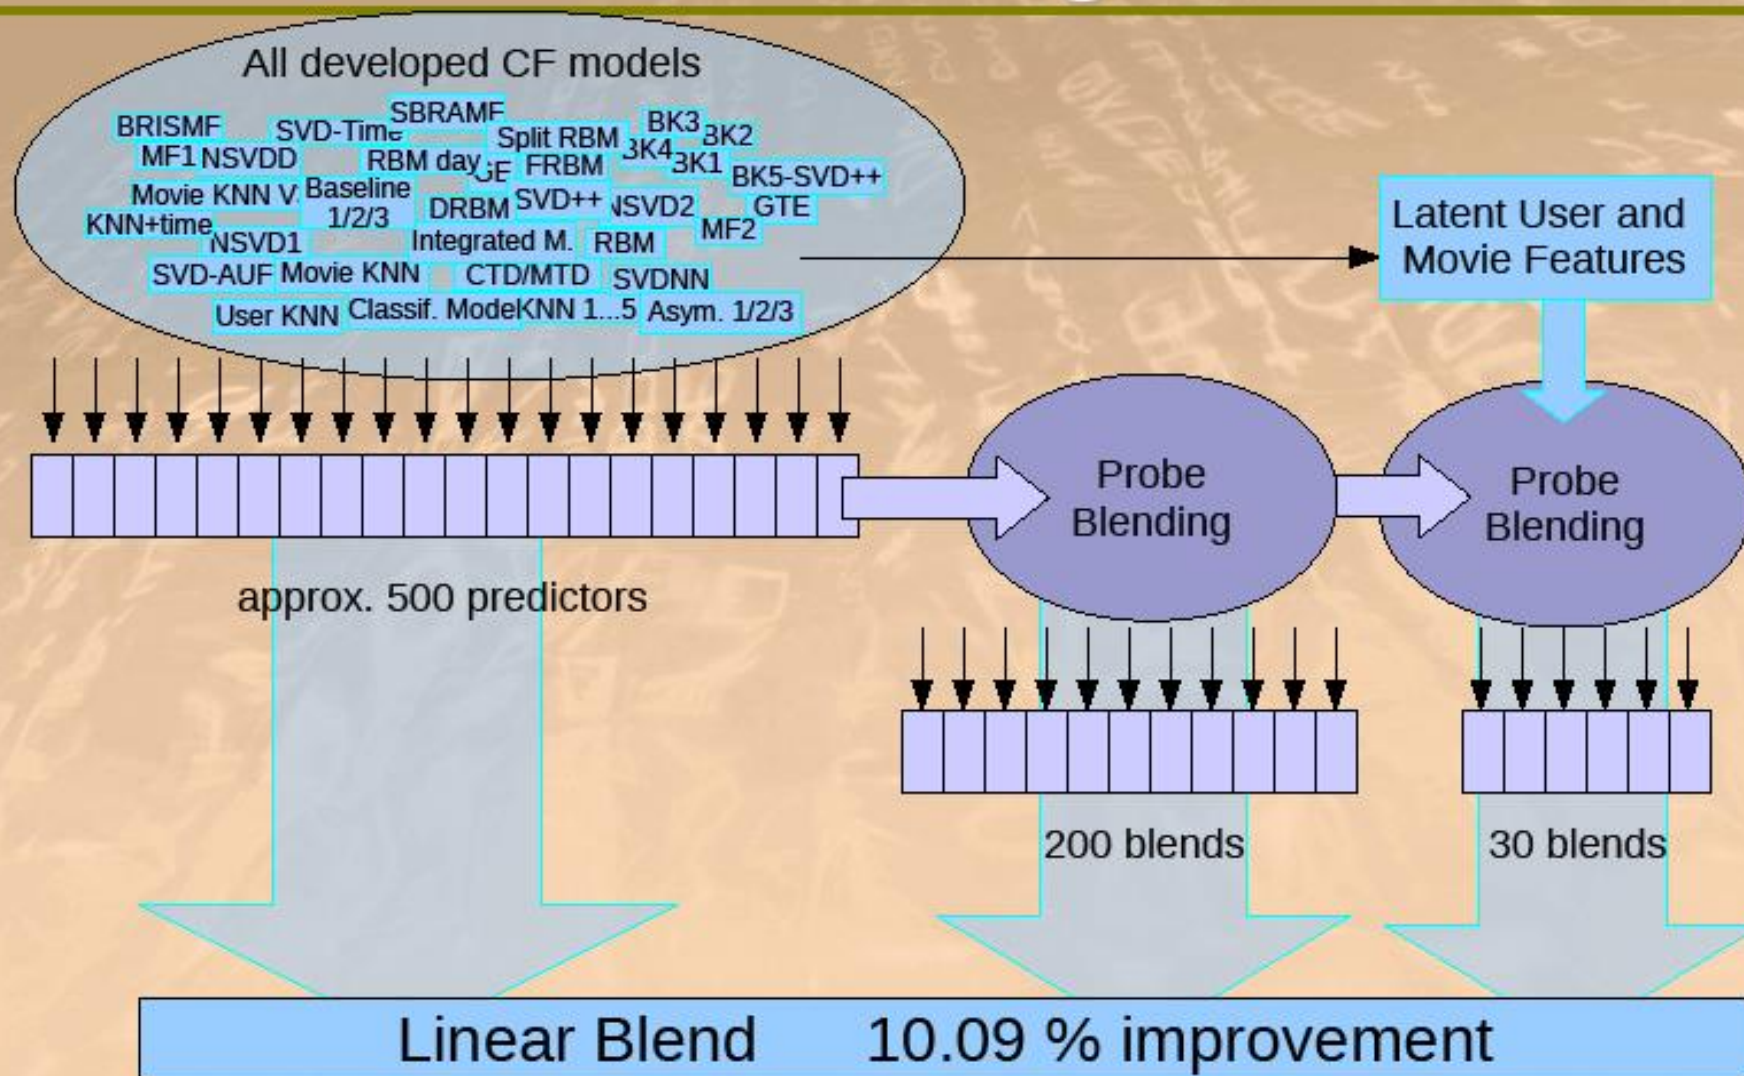 All developed CF models
SBRAMF
BRISMF
SVD-Time
Split RBM
BK3
BK2
MF1
NSVDD
RBM day
FRBM
BK4
BK1
BK5-SVD++
Movie KNN V
Baseline
1/2/3
DRBM
SVD++
NSVD2
GTE
KNN+time
NSVD1
Integrated M.
RBM
MF2
SVD-AUF
Movie KNN
CTD/MTD
SVDNN
User KNN
Classif. Mode
KNN 1...5
Asym. 1/2/3
Latent User and
Movie Features
Probe
Blending
Probe
Blending
approx. 500 predictors
200 blends
30 blends
Linear Blend 10.09 % improvement